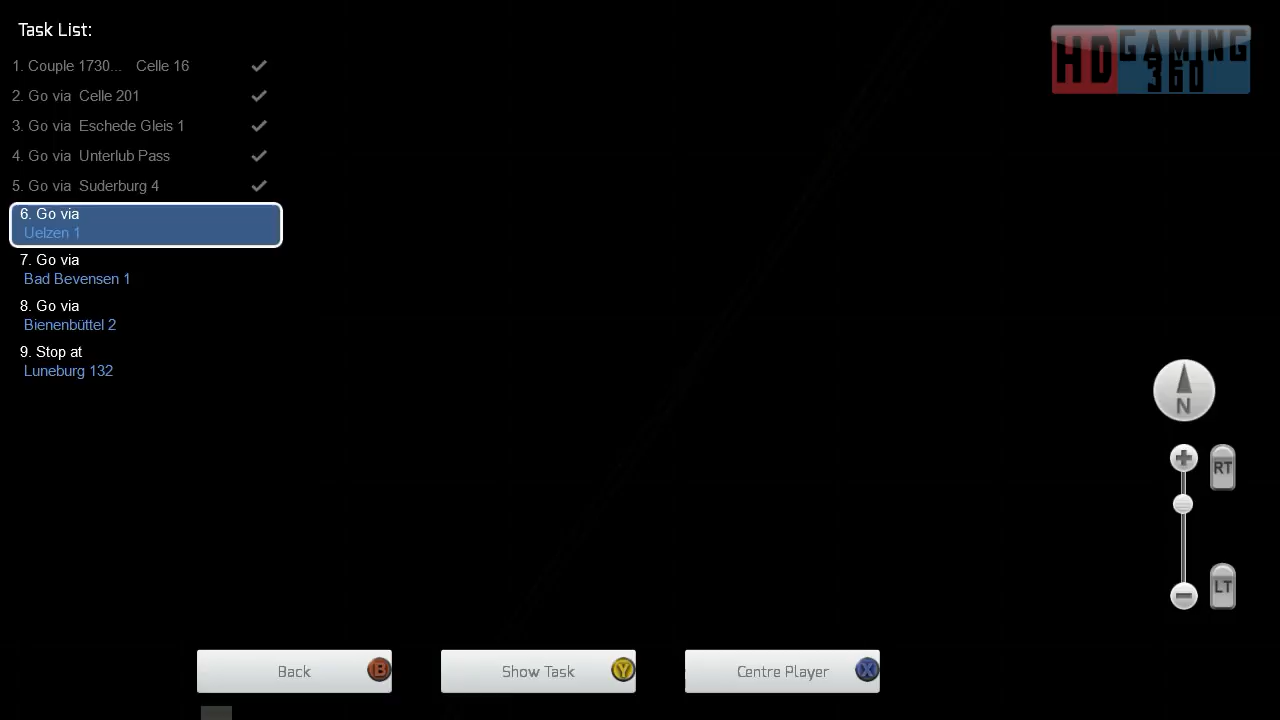 Task List:
HD GAMING 360
1. Couple 1730... Celle 16
2. Go via Celle 201
3. Go via Eschede Gleis 1
4. Go via Unterlub Pass
5. Go via Suderburg 4
6. Go via
Uelzen 1
7. Go via
Bad Bevensen 1
8. Go via
Bienenbüttel 2
9. Stop at
Luneburg 132
N
RT
LT
Back B
Show Task Y
Centre Player X